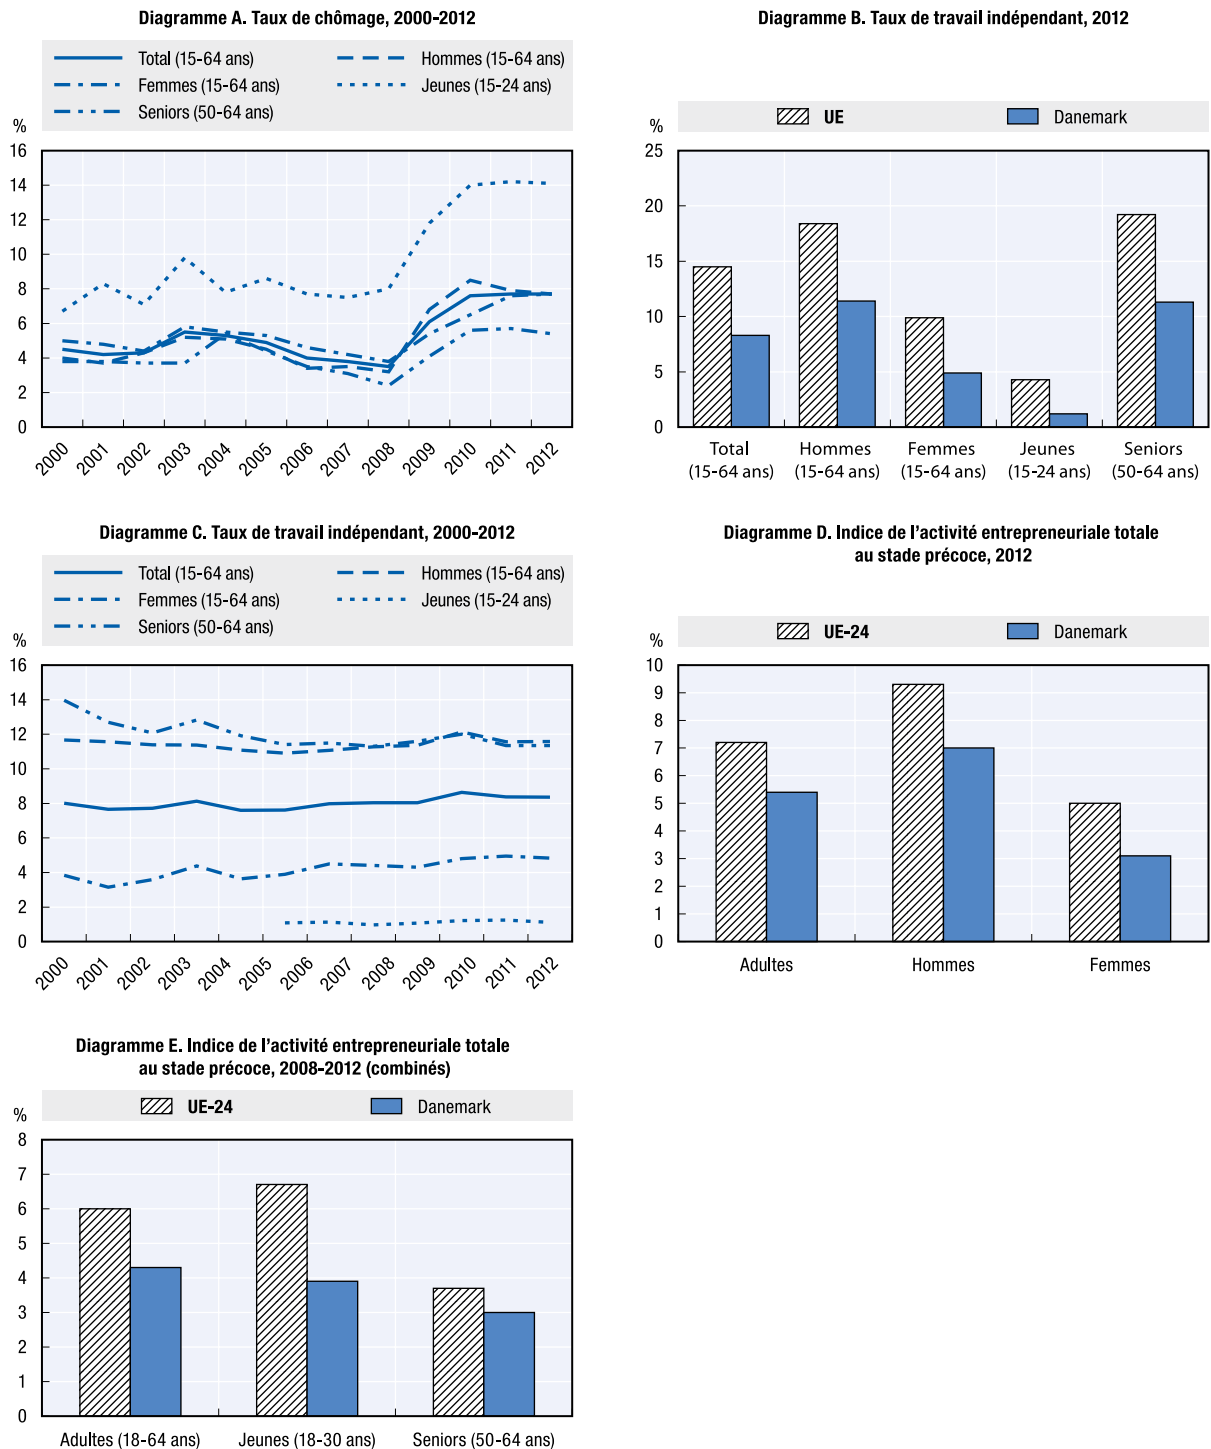 Diagramme A. Taux de chômage, 2000-2012
Total (15-64 ans)
Hommes (15-64 ans)
Femmes (15-64 ans)
Jeunes (15-24 ans)
Seniors (50-64 ans)
%
16
14
12
10
8
6
4
2
0
2000
2001
2002
2003
2004
2005
2006
2007
2008
2009
2010
2011
2012
Diagramme B. Taux de travail indépendant, 2012
UE
Danemark
%
25
20
15
10
5
0
Total
(15-64 ans)
Hommes
(15-64 ans)
Femmes
(15-64 ans)
Jeunes
(15-24 ans)
Seniors
(50-64 ans)
Diagramme C. Taux de travail indépendant, 2000-2012
Total (15-64 ans)
Hommes (15-64 ans)
Femmes (15-64 ans)
Jeunes (15-24 ans)
Seniors (50-64 ans)
%
16
14
12
10
8
6
4
2
0
2000
2001
2002
2003
2004
2005
2006
2007
2008
2009
2010
2011
2012
Diagramme D. Indice de l'activité entrepreneuriale totale
au stade précoce, 2012
UE-24
Danemark
%
10
9
8
7
6
5
4
3
2
1
0
Adultes
Hommes
Femmes
Diagramme E. Indice de l'activité entrepreneuriale totale
au stade précoce, 2008-2012 (combinés)
UE-24
Danemark
%
8
7
6
5
4
3
2
1
0
Adultes (18-64 ans)
Jeunes (18-30 ans)
Seniors (50-64 ans)